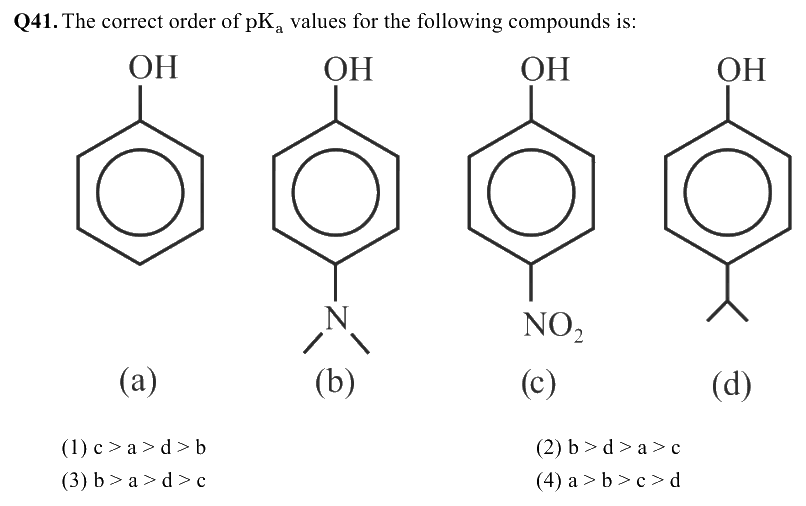 Q41. The correct order of pKₐ values for the following compounds is:
OH OH OH OH
N NO₂
(a) (b) (c) (d)
(1) c > a > d > b (2) b > d > a > c
(3) b > a > d > c (4) a > b > c > d